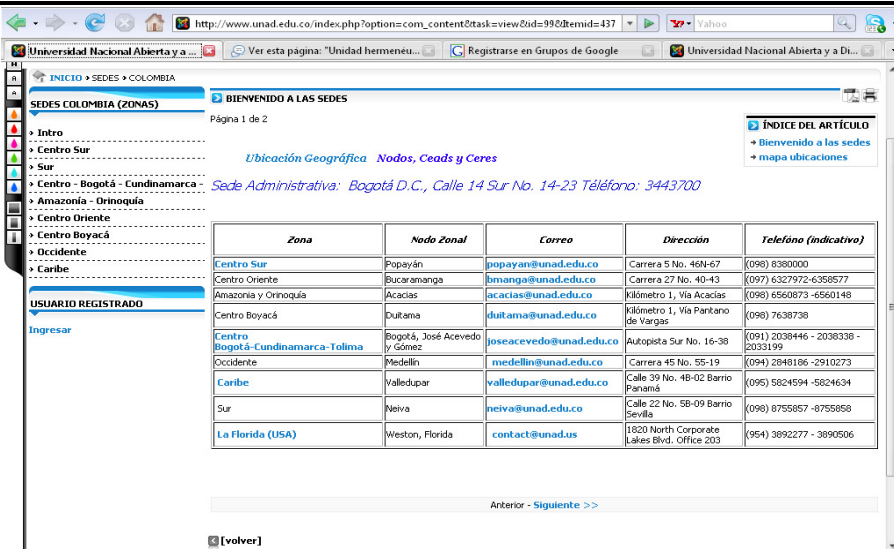 http://www.unad.edu.co/index.php?option=com_content&task=view&id=99&Itemid=437
Yahoo
Universidad Nacional Abierta y a ...
Ver esta página: "Unidad hermenéu...
Registrarse en Grupos de Google
Universidad Nacional Abierta y a Di...
INICIO SEDES COLOMBIA
SEDES COLOMBIA (ZONAS)
Intro
Centro Sur
Sur
Centro - Bogotá - Cundinamarca -
Amazonía - Orinoquía
Centro Oriente
Centro Boyacá
Occidente
Caribe
USUARIO REGISTRADO
Ingresar
BIENVENIDO A LAS SEDES
Página 1 de 2
ÍNDICE DEL ARTÍCULO
Bienvenido a las sedes
mapa ubicaciones
Ubicación Geográfica Nodos, Ceads y Ceres
Sede Administrativa: Bogotá D.C., Calle 14 Sur No. 14-23 Téléfono: 3443700
Zona Nodo Zonal Correo Dirección Telefóno (indicativo)
Centro Sur Popayán popayan@unad.edu.co Carrera 5 No. 46N-67 (098) 8380000
Centro Oriente Bucaramanga bmanga@unad.edu.co Carrera 27 No. 40-43 (097) 6327972-6358577
Amazonia y Orinoquía Acacias acacias@unad.edu.co Kilómetro 1, Vía Acacías (098) 6560873 -6560148
Centro Boyacá Duitama duitama@unad.edu.co Kilómetro 1, Vía Pantano de Vargas (098) 7638738
Centro Bogotá-Cundinamarca-Tolima Bogotá, José Acevedo y Gómez joseacevedo@unad.edu.co Autopista Sur No. 16-38 (091) 2038446 - 2038338 - 2033199
Occidente Medellín medellin@unad.edu.co Carrera 45 No. 55-19 (094) 2848186 -2910273
Caribe Valledupar valledupar@unad.edu.co Calle 39 No. 4B-02 Barrio Panamá (095) 5824594 -5824634
Sur Neiva neiva@unad.edu.co Calle 22 No. 5B-09 Barrio Sevilla (098) 8755857 -8755858
La Florida (USA) Weston, Florida contact@unad.us 1820 North Corporate Lakes Blvd. Office 203 (954) 3892277 - 3890506
Anterior - Siguiente >>
[volver]